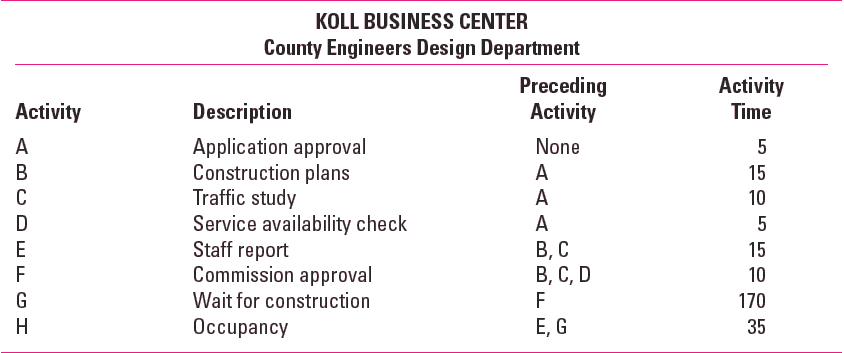 KOLL BUSINESS CENTER
County Engineers Design Department
Preceding Activity
Activity Description Activity Time
A Application approval None 5
B Construction plans A 15
C Traffic study A 10
D Service availability check A 5
E Staff report B, C 15
F Commission approval B, C, D 10
G Wait for construction F 170
H Occupancy E, G 35